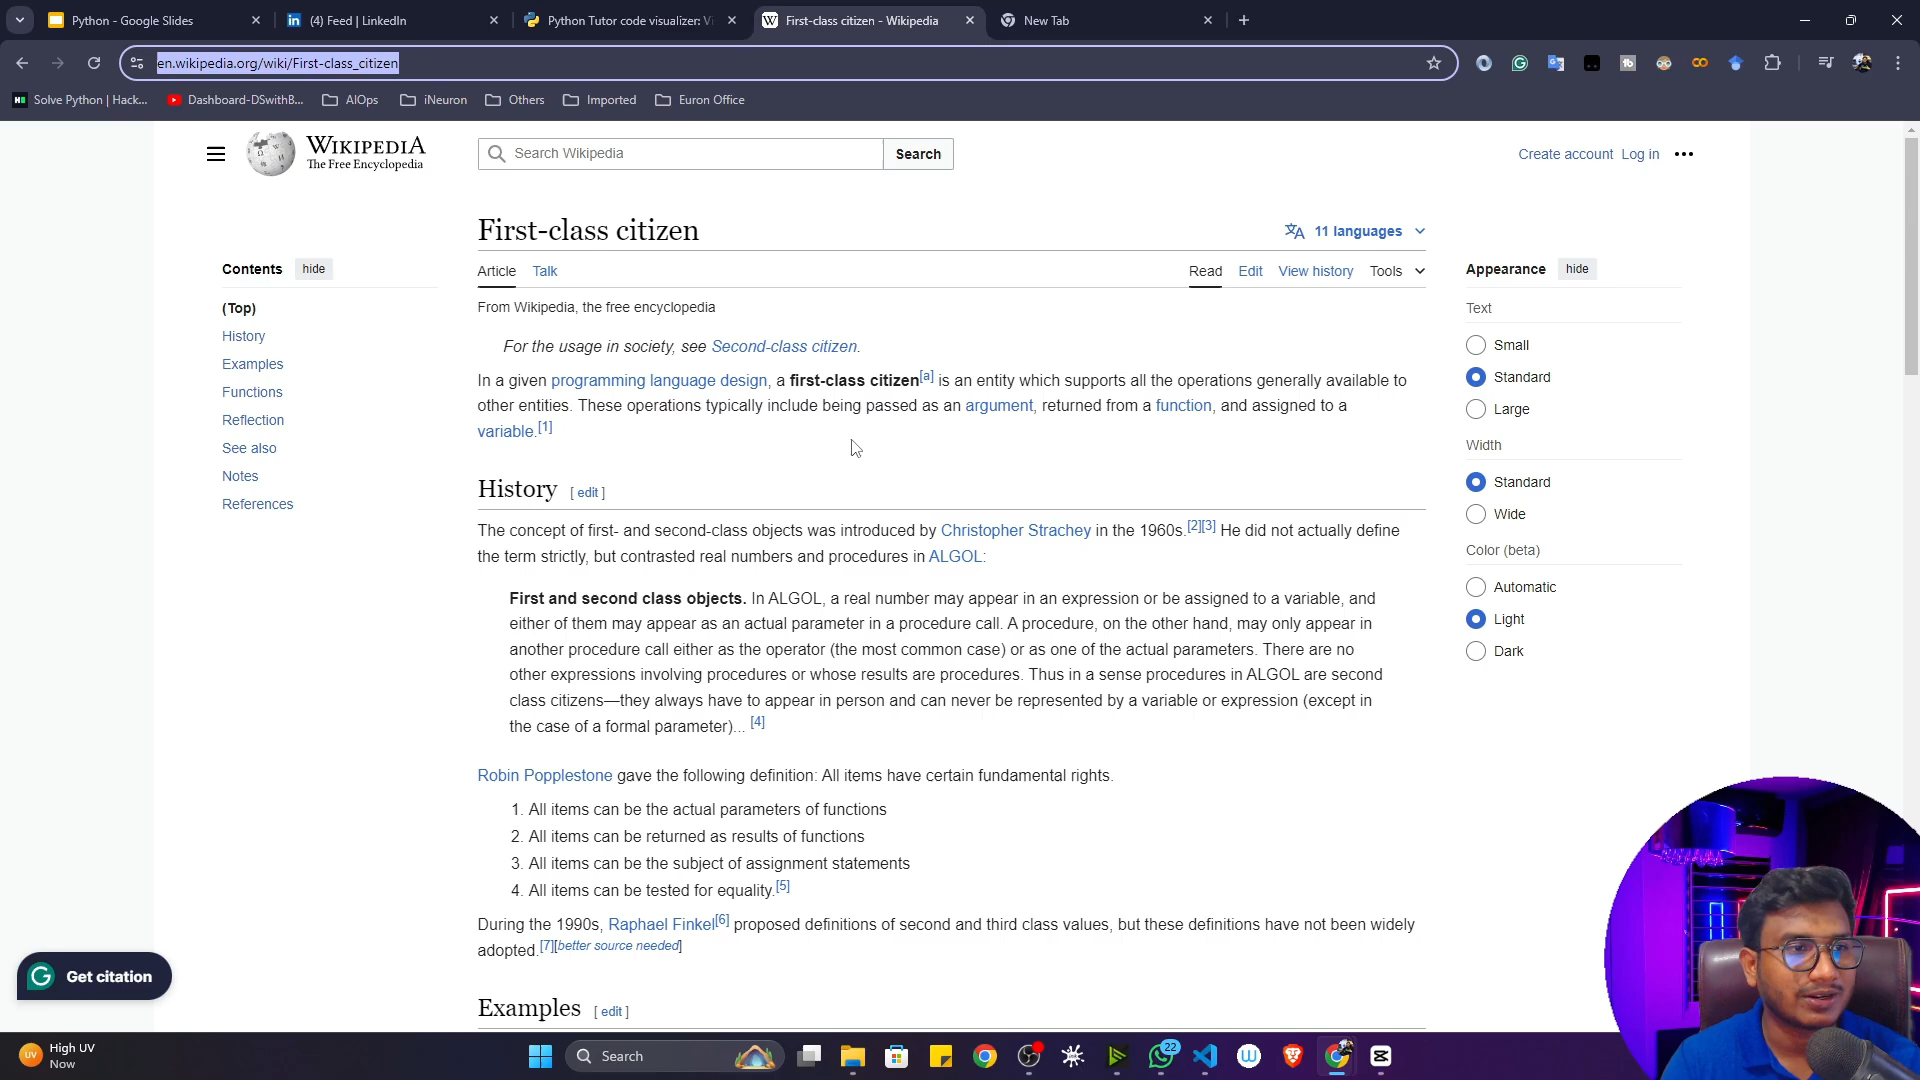 Python - Google Slides
(4) Feed | LinkedIn
Python Tutor code visualizer: Vi
First-class citizen - Wikipedia
New Tab
en.wikipedia.org/wiki/First-class_citizen
Solve Python | Hack...
Dashboard-DSwithB...
AIOps
iNeuron
Others
Imported
Euron Office
WIKIPEDIA
The Free Encyclopedia
Search Wikipedia
Search
Create account
Log in
First-class citizen
11 languages
Contents
hide
Article
Talk
Read
Edit
View history
Tools
Appearance
hide
(Top)
History
Examples
Functions
Reflection
See also
Notes
References
From Wikipedia, the free encyclopedia
For the usage in society, see Second-class citizen.
In a given programming language design, a first-class citizen[a] is an entity which supports all the operations generally available to
other entities. These operations typically include being passed as an argument, returned from a function, and assigned to a
variable.[1]
History [ edit ]
The concept of first- and second-class objects was introduced by Christopher Strachey in the 1960s.[2][3] He did not actually define
the term strictly, but contrasted real numbers and procedures in ALGOL:
First and second class objects. In ALGOL, a real number may appear in an expression or be assigned to a variable, and
either of them may appear as an actual parameter in a procedure call. A procedure, on the other hand, may only appear in
another procedure call either as the operator (the most common case) or as one of the actual parameters. There are no
other expressions involving procedures or whose results are procedures. Thus in a sense procedures in ALGOL are second
class citizens—they always have to appear in person and can never be represented by a variable or expression (except in
the case of a formal parameter)... [4]
Robin Popplestone gave the following definition: All items have certain fundamental rights.
1. All items can be the actual parameters of functions
2. All items can be returned as results of functions
3. All items can be the subject of assignment statements
4. All items can be tested for equality.[5]
During the 1990s, Raphael Finkel[6] proposed definitions of second and third class values, but these definitions have not been widely
adopted.[7][better source needed]
Examples [ edit ]
Text
Small
Standard
Large
Width
Standard
Wide
Color (beta)
Automatic
Light
Dark
Get citation
UV
High UV
Now
Search
22